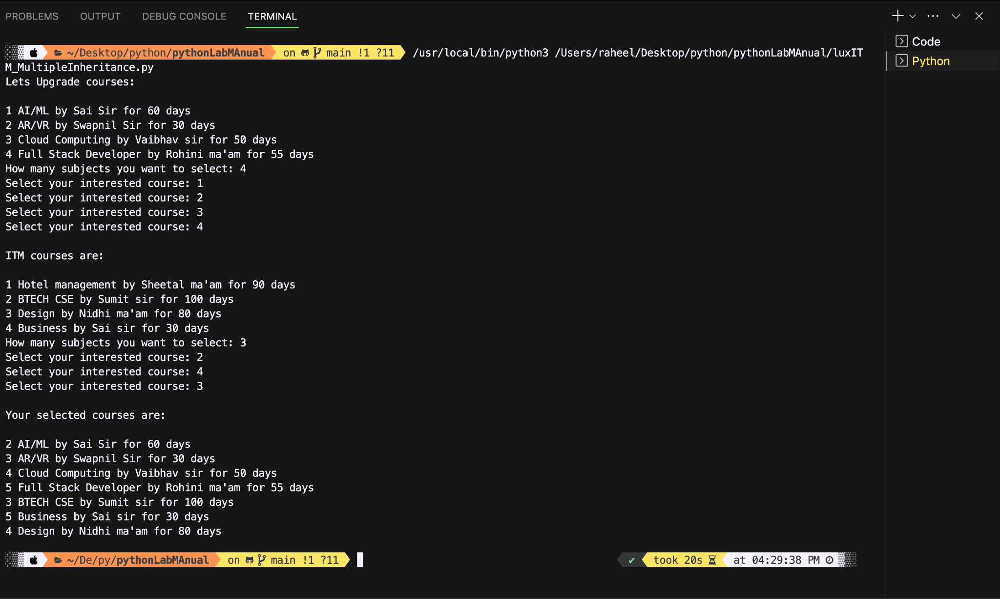 PROBLEMS OUTPUT DEBUG CONSOLE TERMINAL
Code
Python
~/Desktop/python/pythonLabMAnual on main !1 ?11 /usr/local/bin/python3 /Users/raheel/Desktop/python/pythonLabMAnual/luxIT
M_MultipleInheritance.py
Lets Upgrade courses:
1 AI/ML by Sai Sir for 60 days
2 AR/VR by Swapnil Sir for 30 days
3 Cloud Computing by Vaibhav sir for 50 days
4 Full Stack Developer by Rohini ma'am for 55 days
How many subjects you want to select: 4
Select your interested course: 1
Select your interested course: 2
Select your interested course: 3
Select your interested course: 4
ITM courses are:
1 Hotel management by Sheetal ma'am for 90 days
2 BTECH CSE by Sumit sir for 100 days
3 Design by Nidhi ma'am for 80 days
4 Business by Sai sir for 30 days
How many subjects you want to select: 3
Select your interested course: 2
Select your interested course: 4
Select your interested course: 3
Your selected courses are:
2 AI/ML by Sai Sir for 60 days
3 AR/VR by Swapnil Sir for 30 days
4 Cloud Computing by Vaibhav sir for 50 days
5 Full Stack Developer by Rohini ma'am for 55 days
3 BTECH CSE by Sumit sir for 100 days
5 Business by Sai sir for 30 days
4 Design by Nidhi ma'am for 80 days
~/De/py/pythonLabMAnual on main !1 ?11 ✔ took 20s at 04:29:38 PM